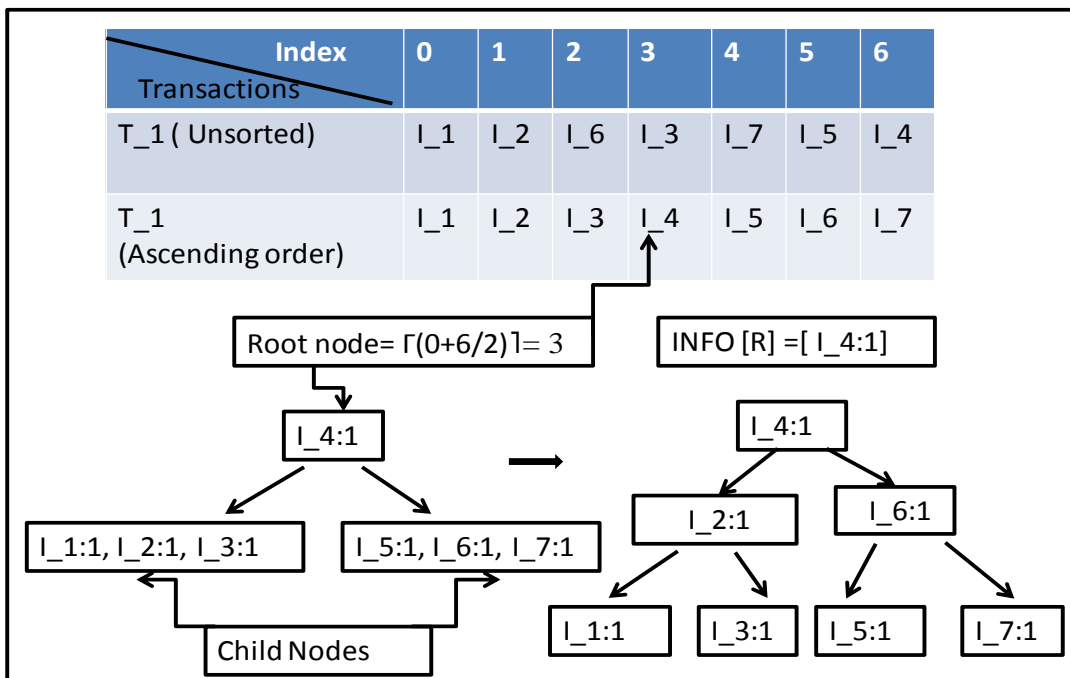 Index 0 1 2 3 4 5 6
Transactions
T_1 ( Unsorted) I_1 I_2 I_6 I_3 I_7 I_5 I_4
T_1 I_1 I_2 I_3 I_4 I_5 I_6 I_7
(Ascending order)
Root node= Γ(0+6/2)˥= 3
INFO [R] =[ I_4:1]
I_4:1
I_4:1
I_2:1
I_6:1
I_1:1, I_2:1, I_3:1
I_5:1, I_6:1, I_7:1
I_1:1
I_3:1
I_5:1
I_7:1
Child Nodes